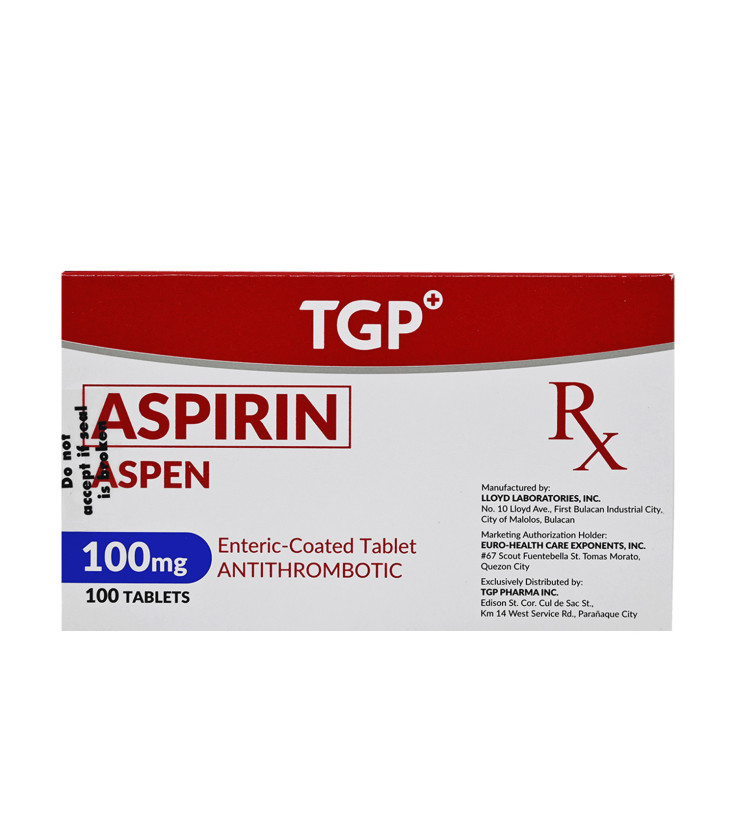 TGP
ASPIRIN
ASPEN
Do not
accept if seal
is broken
100mg
100 TABLETS
Enteric-Coated Tablet
ANTITHROMBOTIC
Rx
Manufactured by:
LLOYD LABORATORIES, INC.
No. 10 Lloyd Ave., First Bulacan Industrial City,
City of Malolos, Bulacan
Marketing Authorization Holder:
EURO-HEALTH CARE EXPONENTS, INC.
#67 Scout Fuentebella St. Tomas Morato,
Quezon City
Exclusively Distributed by:
TGP PHARMA INC.
Edison St. Cor. Cul de Sac St.,
Km 14 West Service Rd., Parañaque City